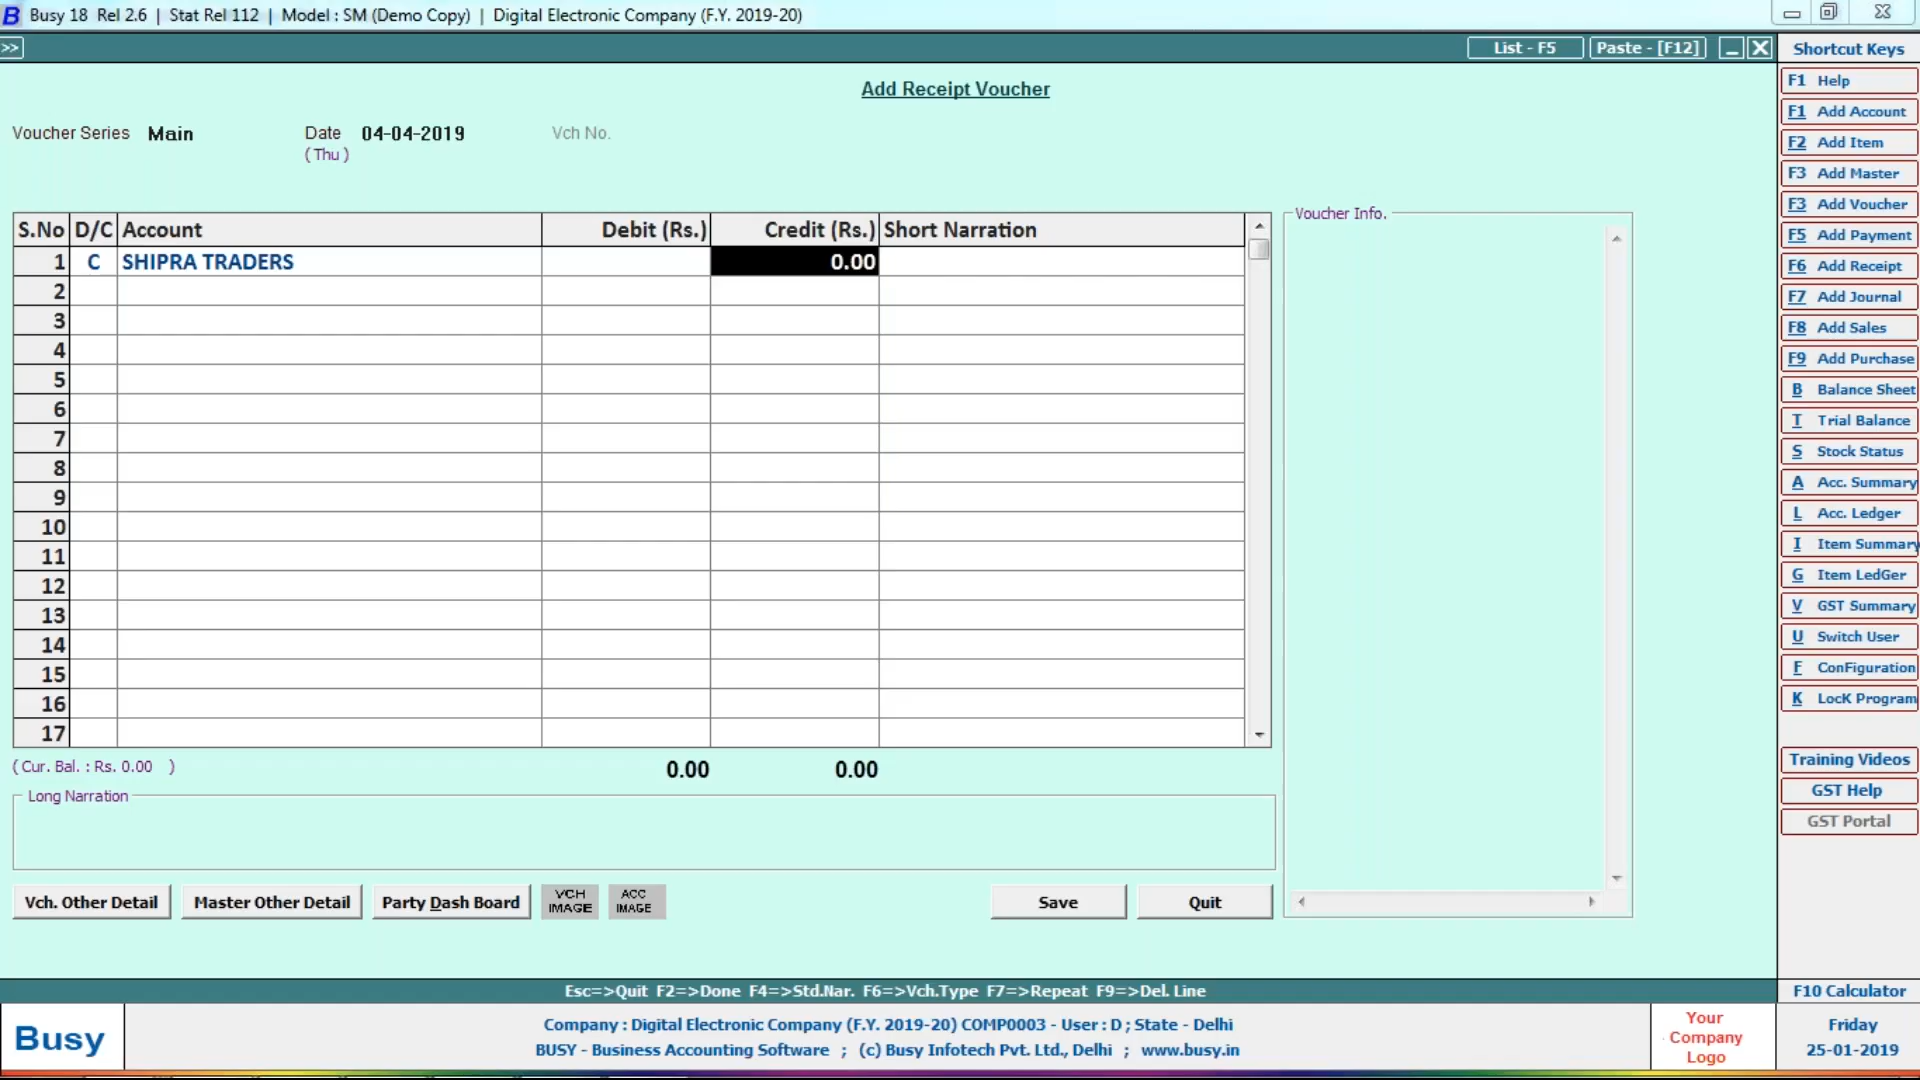 B Busy 18 Rel 2.6 | Stat Rel 112 | Model : SM (Demo Copy) | Digital Electronic Company (F.Y. 2019-20)
>> List - F5 Paste - [F12] Shortcut Keys
Add Receipt Voucher
Voucher Series Main Date 04-04-2019 Vch No.
( Thu )
S.No D/C Account Debit (Rs.) Credit (Rs.) Short Narration
1 C SHIPRA TRADERS 0.00
2
3
4
5
6
7
8
9
10
11
12
13
14
15
16
17
( Cur. Bal. : Rs. 0.00 ) 0.00 0.00
Long Narration
Vch. Other Detail Master Other Detail Party Dash Board VCH IMAGE ACC IMAGE Save Quit
Voucher Info.
F1 Help
F1 Add Account
F2 Add Item
F3 Add Master
F3 Add Voucher
F5 Add Payment
F6 Add Receipt
F7 Add Journal
F8 Add Sales
F9 Add Purchase
B Balance Sheet
T Trial Balance
S Stock Status
A Acc. Summary
L Acc. Ledger
I Item Summary
G Item LedGer
V GST Summary
U Switch User
F ConFiguration
K LocK Program
Training Videos
GST Help
GST Portal
Esc=>Quit F2=>Done F4=>Std.Nar. F6=>Vch.Type F7=>Repeat F9=>Del. Line
F10 Calculator
Busy
Company : Digital Electronic Company (F.Y. 2019-20) COMP0003 - User : D ; State - Delhi
BUSY - Business Accounting Software ; (c) Busy Infotech Pvt. Ltd., Delhi ; www.busy.in
Your
Company
Logo
Friday
25-01-2019